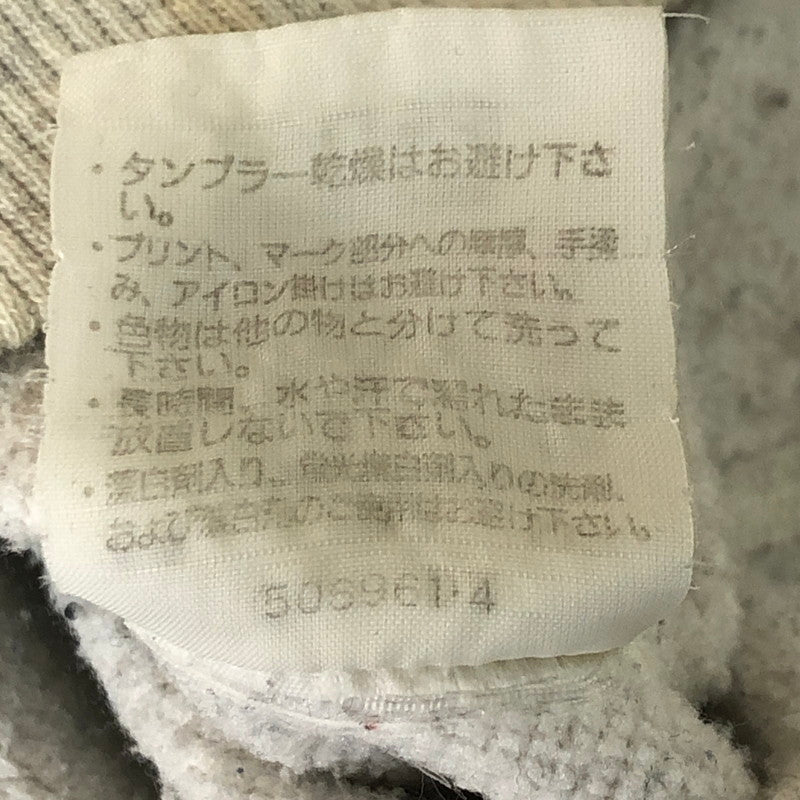 ・タンブラー乾燥はお避け下さ
い。
・プリント、マーク部分への摩擦、手揉
み、アイロン掛けはお避け下さい。
・色物は他の物と分けて洗って
下さい。
・長時間、水や汗で濡れたまま
放置しないで下さい。
・漂白剤入り、蛍光増白剤入りの洗剤、
および漂白剤のご使用はお避け下さい。
5069614